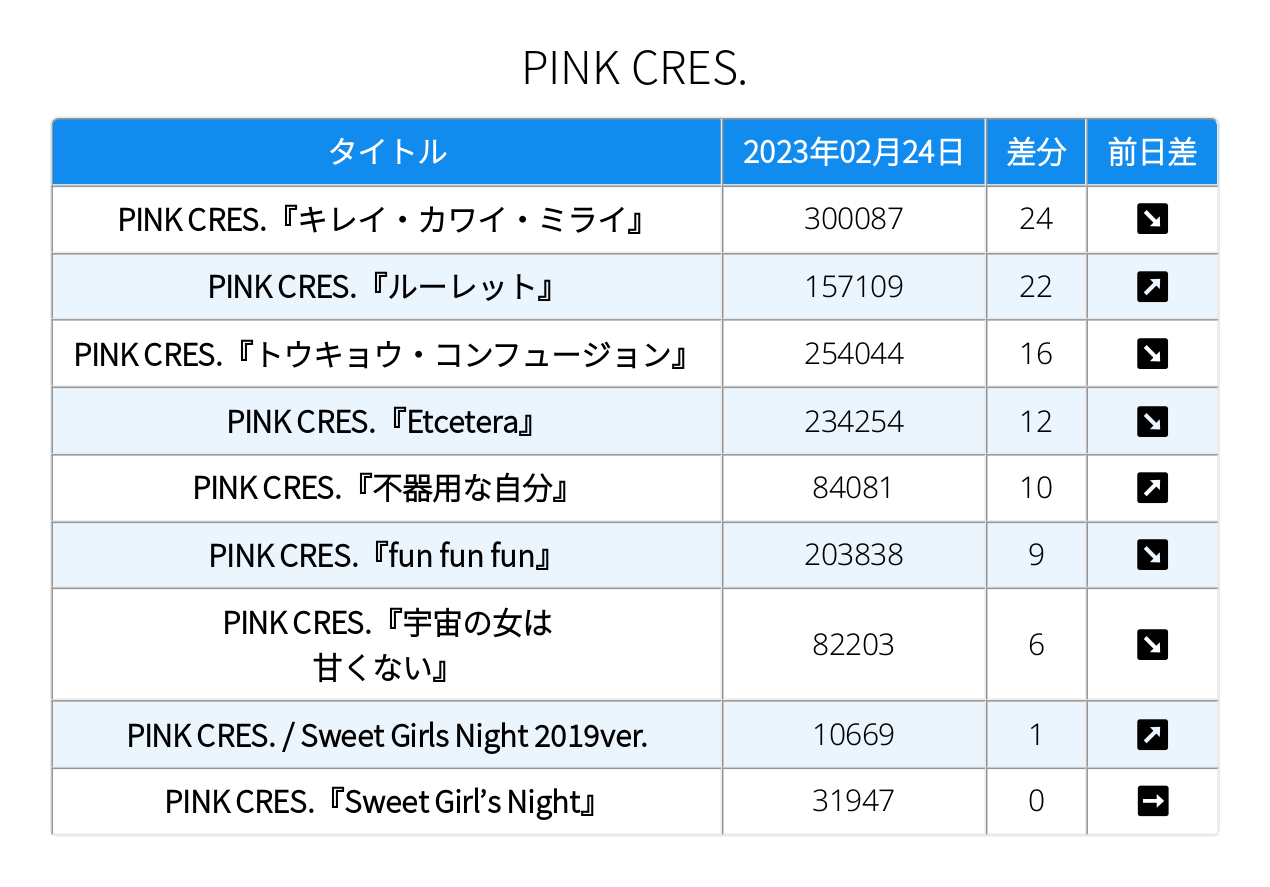 PINK CRES.
タイトル 2023年02月24日 差分 前日差
PINK CRES.『キレイ・カワイ・ミライ』 300087 24 ↘
PINK CRES.『ルーレット』 157109 22 ↗
PINK CRES.『トウキョウ・コンフュージョン』 254044 16 ↘
PINK CRES.『Etcetera』 234254 12 ↘
PINK CRES.『不器用な自分』 84081 10 ↗
PINK CRES.『fun fun fun』 203838 9 ↘
PINK CRES.『宇宙の女は
甘くない』 82203 6 ↘
PINK CRES. / Sweet Girls Night 2019ver. 10669 1 ↗
PINK CRES.『Sweet Girl’s Night』 31947 0 →